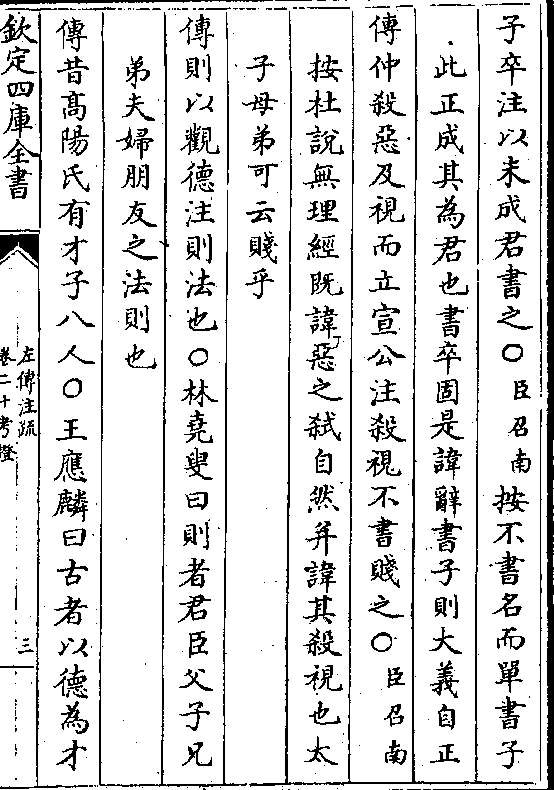 子卒注以未成君書之○臣召南按不書名而單書子
此正成其為君也書卒固是諱辭書子則大義自正
傳仲殺惡及視而立宣公注殺視不書賤之○臣召南
按杜說無理經既諱惡之弑自然并諱其殺視也太
子母弟可云賤乎
傳則以觀德注則法也○林堯叟曰則者君臣父子兄
弟夫婦朋友之法則也
傳昔高陽氏有才子八人○王應麟曰古者以德為才
欽定四庫全書
左傳注疏
卷二十考證
三